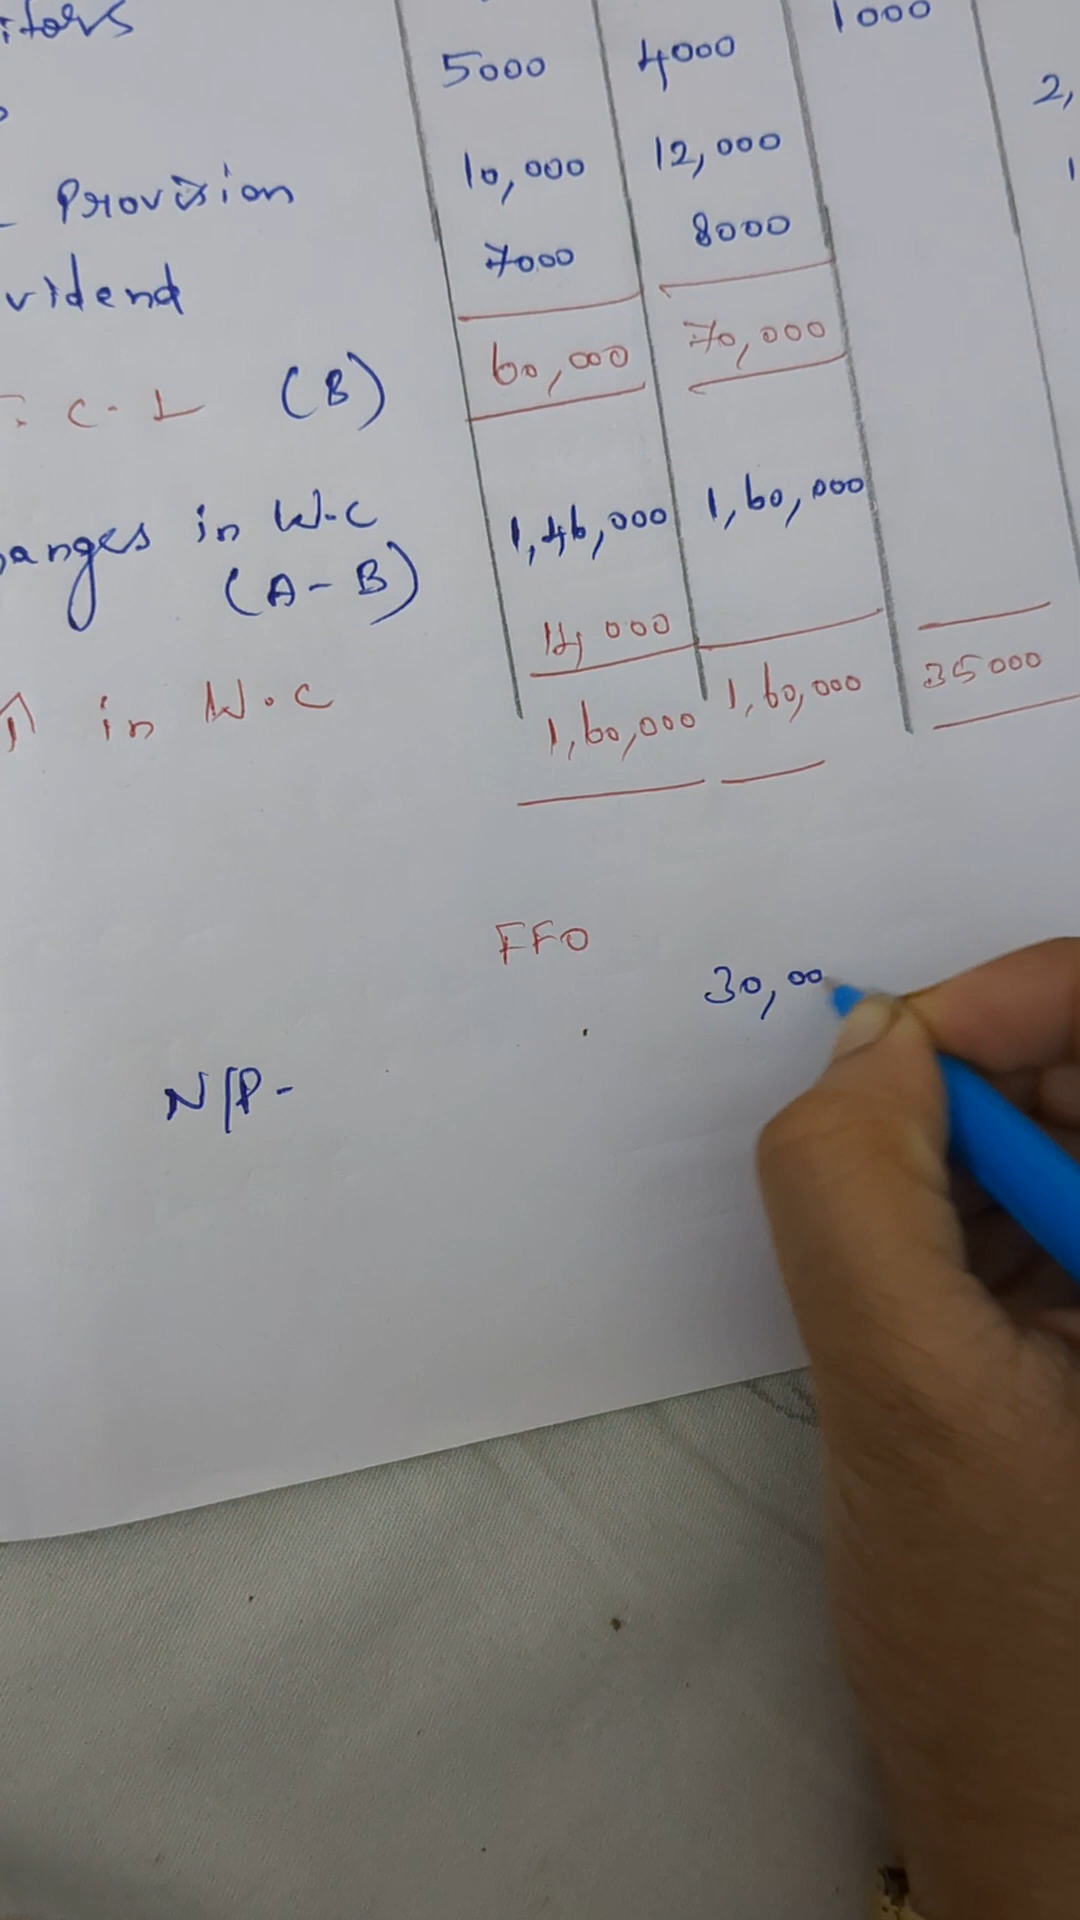 itors 5000 4000 1000
2,
10,000 12,000 1
- Provision
7000 8000
vidend
60,000 70,000
. C-L (B)
anges in W.C 1,46,000 1,60,000
(A-B)
14,000
↑ in W.C 1,60,000 1,60,000 35000
FFO
30,00
N/P-